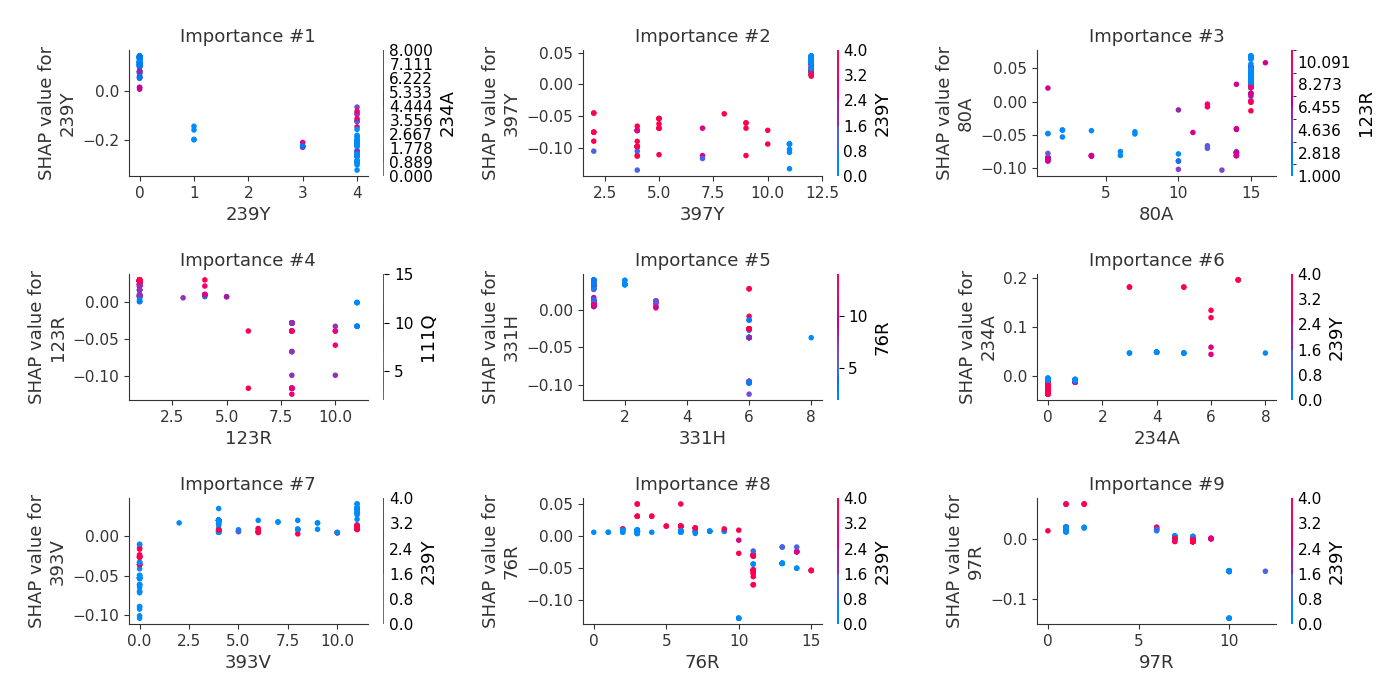 Importance #1
SHAP value for
239Y
0.0
−0.2
0
1
3
4
239Y
8.000
7.111
6.222
5.333
4.444
3.556
2.667
1.778
0.889
0.000
234A
Importance #2
SHAP value for
397Y
0.05
0.00
−0.05
−0.10
2.5
5.0
7.5
10.0
12.5
397Y
4.0
3.2
2.4
1.6
0.8
0.0
239Y
Importance #3
SHAP value for
80A
0.05
0.00
−0.05
−0.10
5
10
15
80A
10.091
8.273
6.455
4.636
2.818
1.000
123R
Importance #4
SHAP value for
123R
0.00
−0.05
−0.10
2.5
5.0
7.5
10.0
123R
15
10
5
111Q
Importance #5
SHAP value for
331H
0.00
−0.05
−0.10
2
4
6
8
331H
10
5
76R
Importance #6
SHAP value for
234A
0.2
0.1
0.0
0
2
4
6
8
234A
4.0
3.2
2.4
1.6
0.8
0.0
239Y
Importance #7
SHAP value for
393V
0.00
−0.05
−0.10
0.0
2.5
5.0
7.5
10.0
393V
4.0
3.2
2.4
1.6
0.8
0.0
239Y
Importance #8
SHAP value for
76R
0.05
0.00
−0.05
−0.10
0
5
10
15
76R
4.0
3.2
2.4
1.6
0.8
0.0
239Y
Importance #9
SHAP value for
97R
0.0
−0.1
0
5
10
97R
4.0
3.2
2.4
1.6
0.8
0.0
239Y